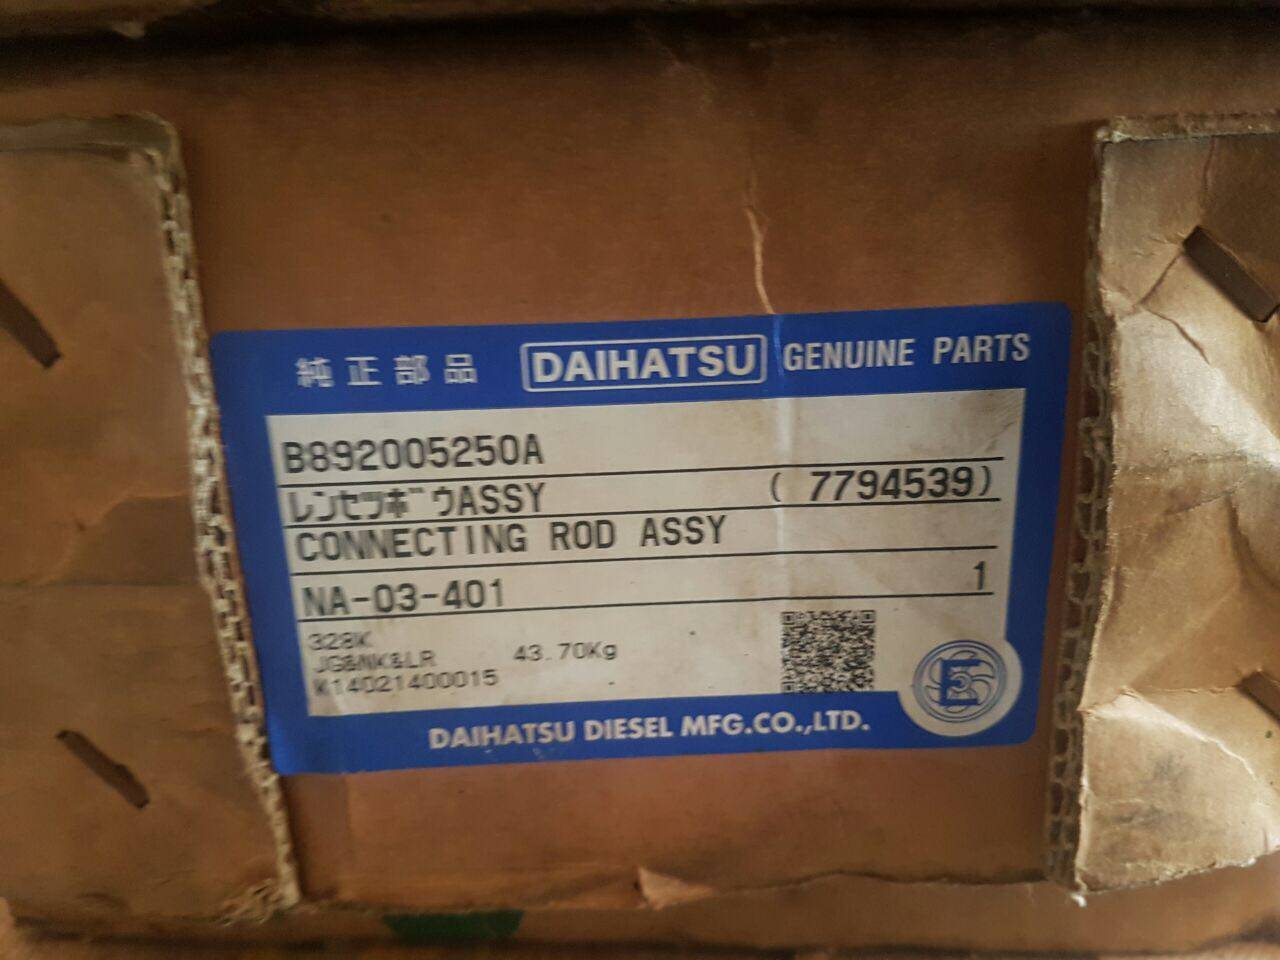 純正部品 DAIHATSU GENUINE PARTS
B892005250A
レンセツボウASSY ( 7794539)
CONNECTING ROD ASSY
NA-03-401 1
328K
JG&NK&LR 43.70Kg
K14021400015
E
DAIHATSU DIESEL MFG.CO.,LTD.